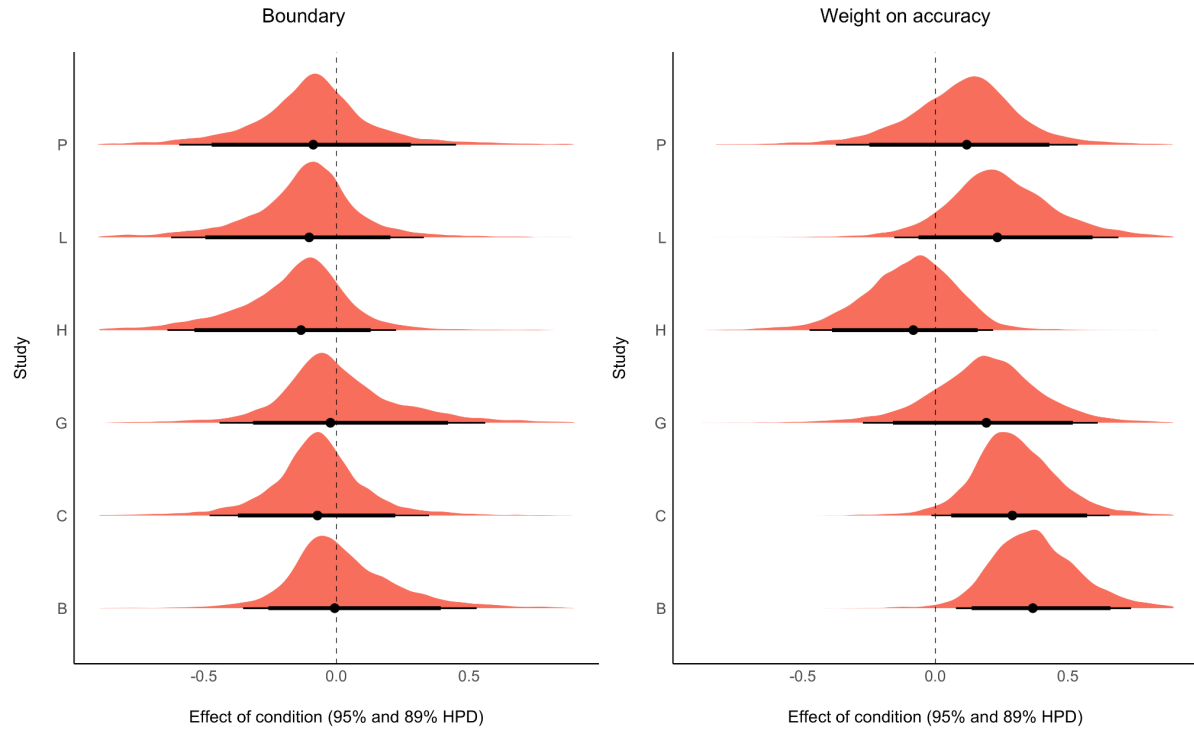 Boundary
Study
P
L
H
G
C
B
-0.5 0.0 0.5
Effect of condition (95% and 89% HPD)
Weight on accuracy
Study
P
L
H
G
C
B
-0.5 0.0 0.5
Effect of condition (95% and 89% HPD)